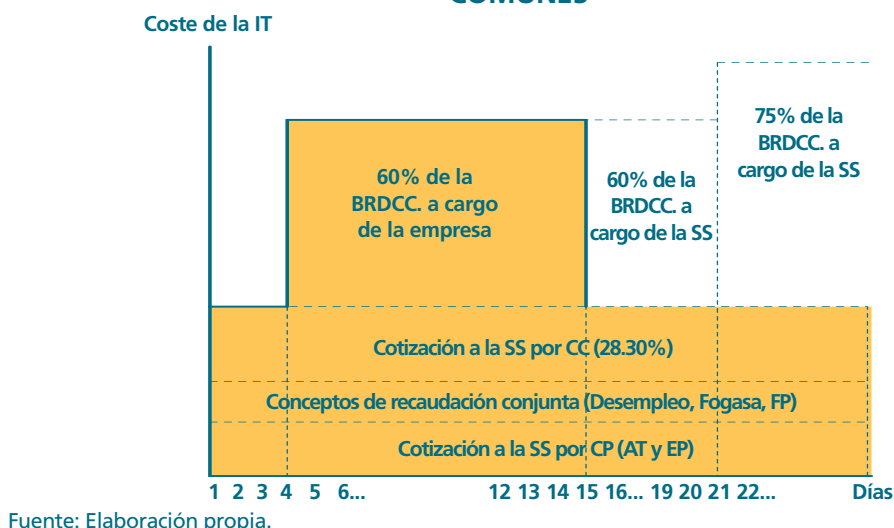 COMUNES
Coste de la IT
75% de la
BRDCC. a
cargo de la SS
60% de la
BRDCC. a cargo
de la empresa
60% de la
BRDCC. a
cargo de la SS
Cotización a la SS por CC (28.30%)
Conceptos de recaudación conjunta (Desempleo, Fogasa, FP)
Cotización a la SS por CP (AT y EP)
1 2 3 4 5 6... 12 13 14 15 16... 19 20 21 22... Días
Fuente: Elaboración propia.